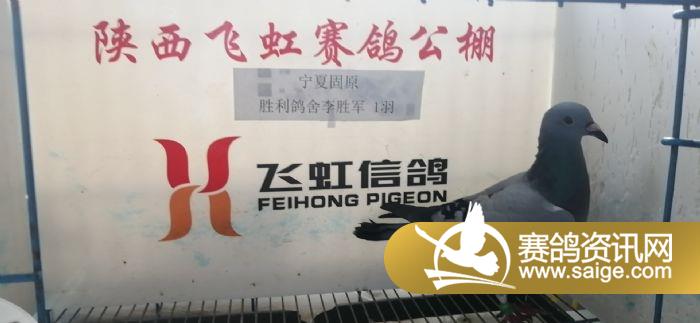 陕西飞虹赛鸽公棚
宁夏固原
胜利鸽舍李胜军 1羽
飞虹信鸽
FEIHONG PIGEON
赛鸽资讯网
www.saige.com